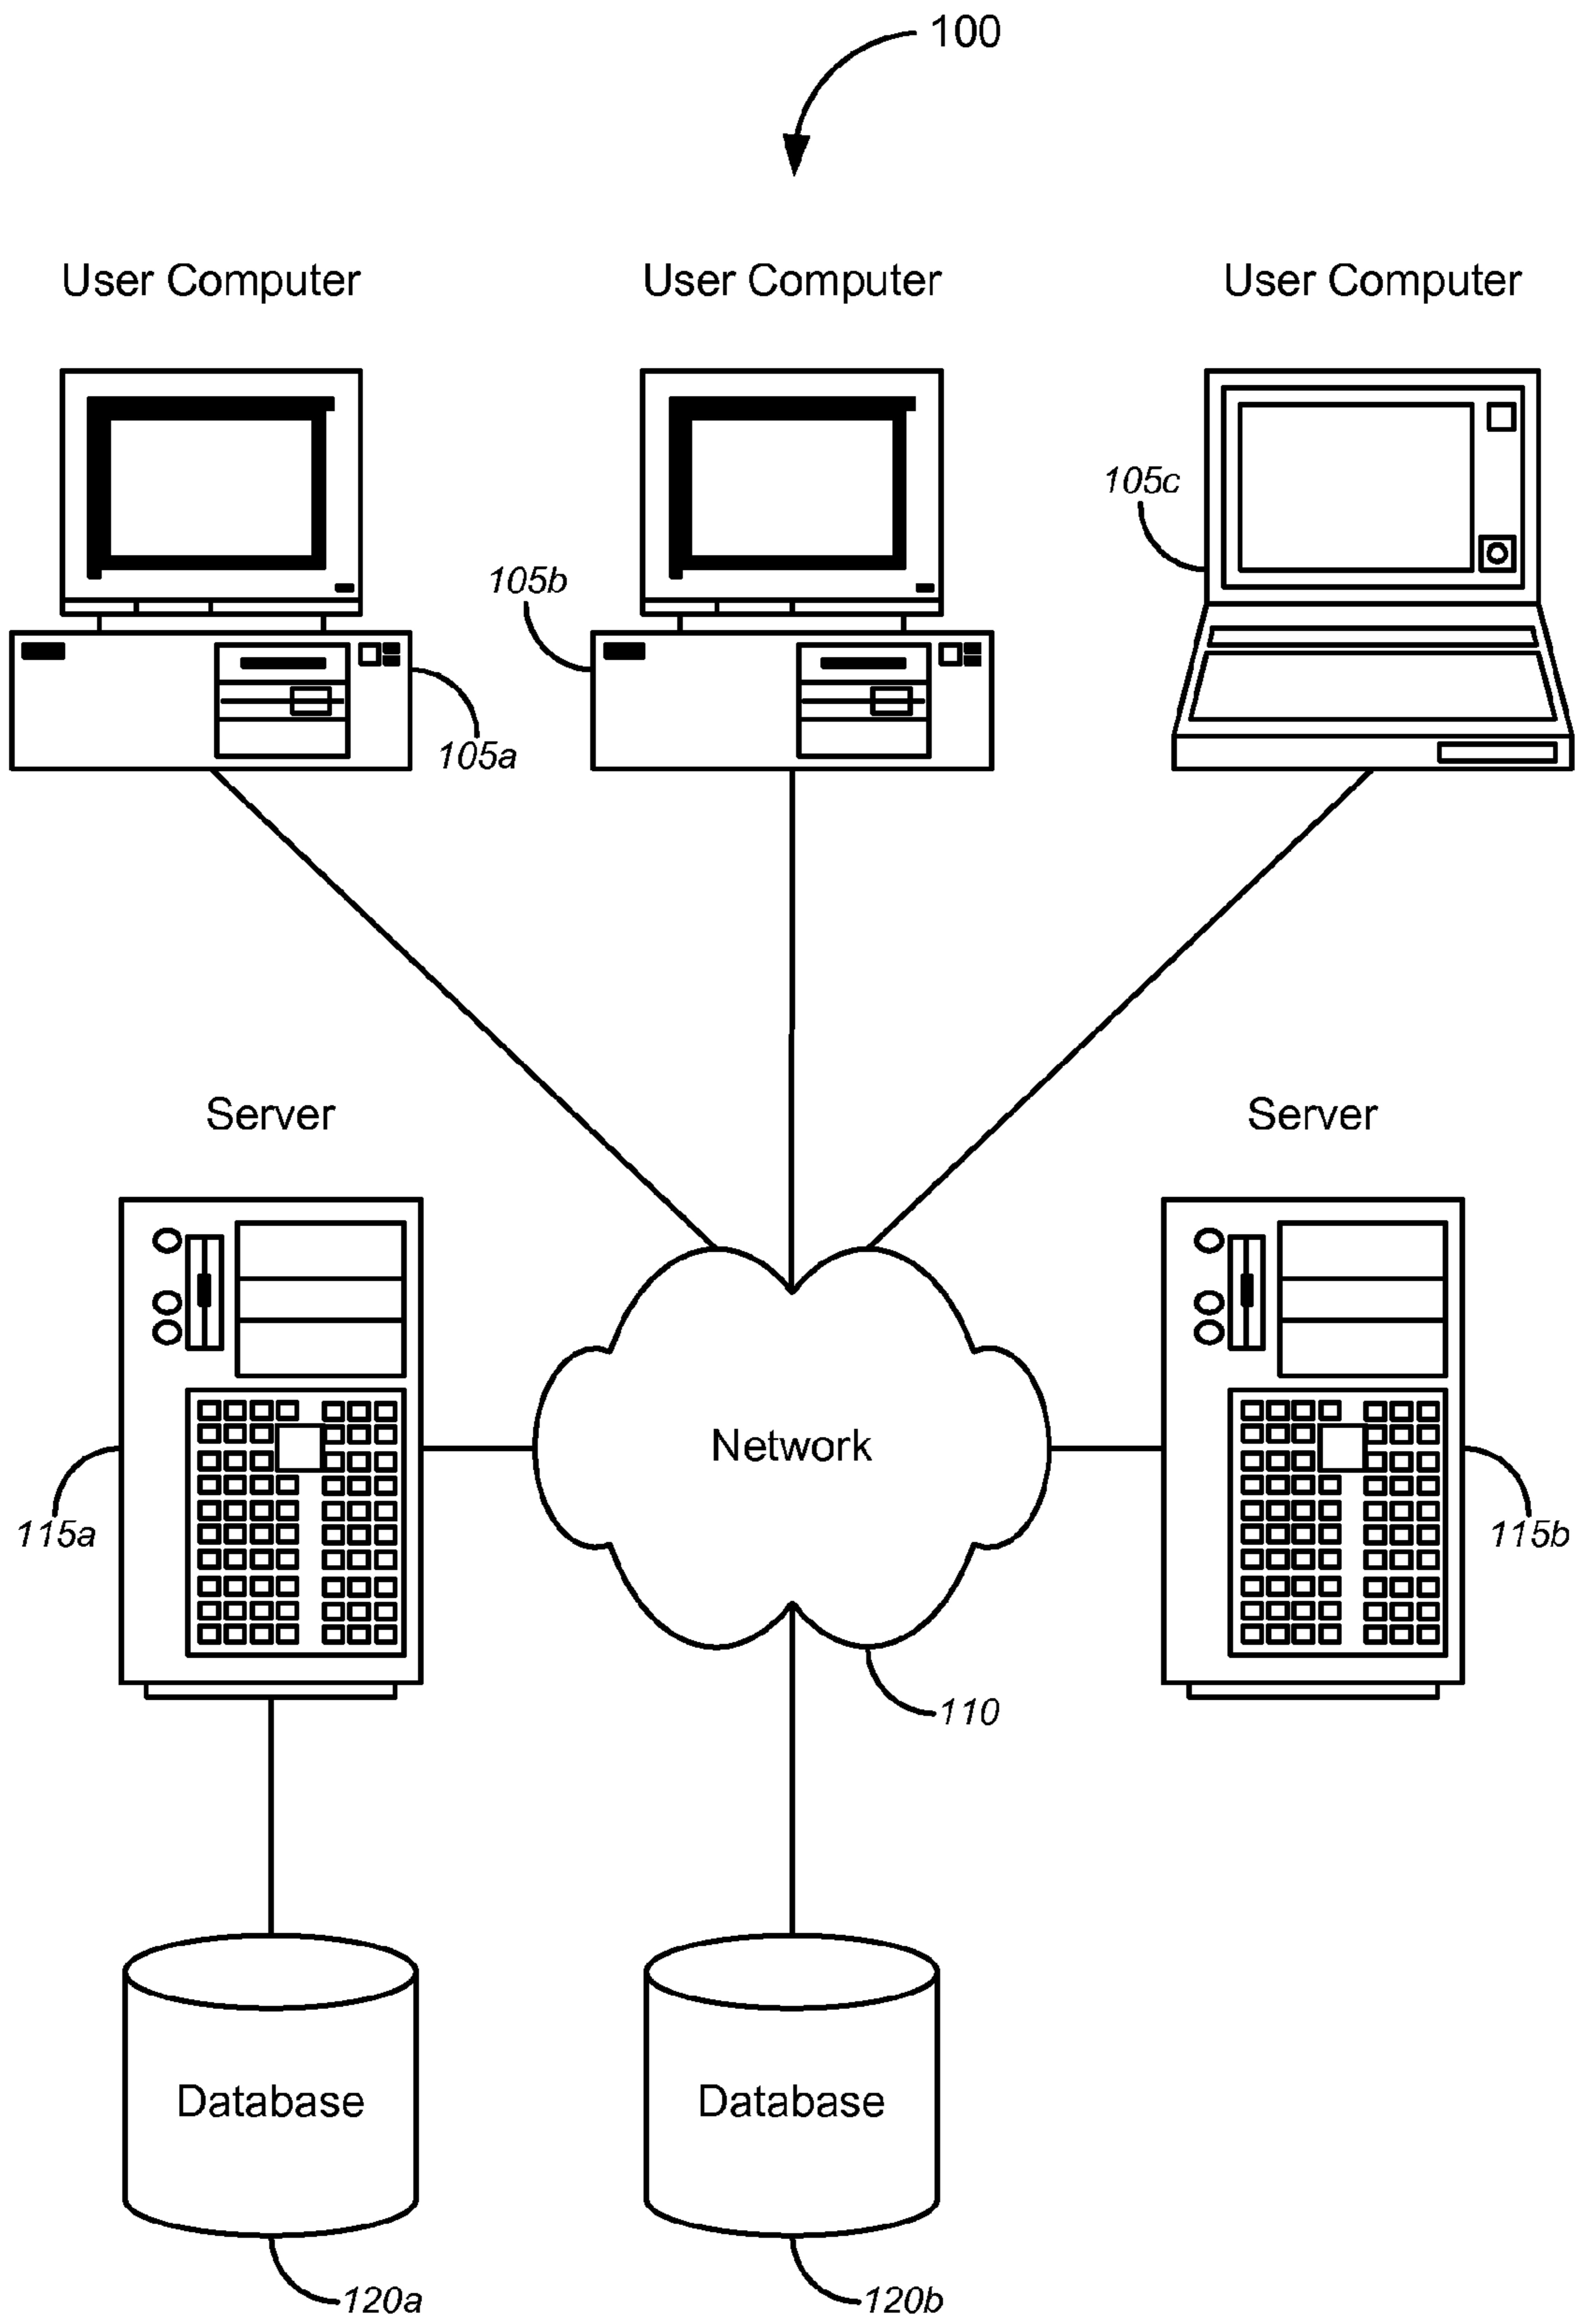 100
User Computer
User Computer
User Computer
105c
105b
105a
Server
Server
Network
115a
115b
110
Database
Database
120a
120b